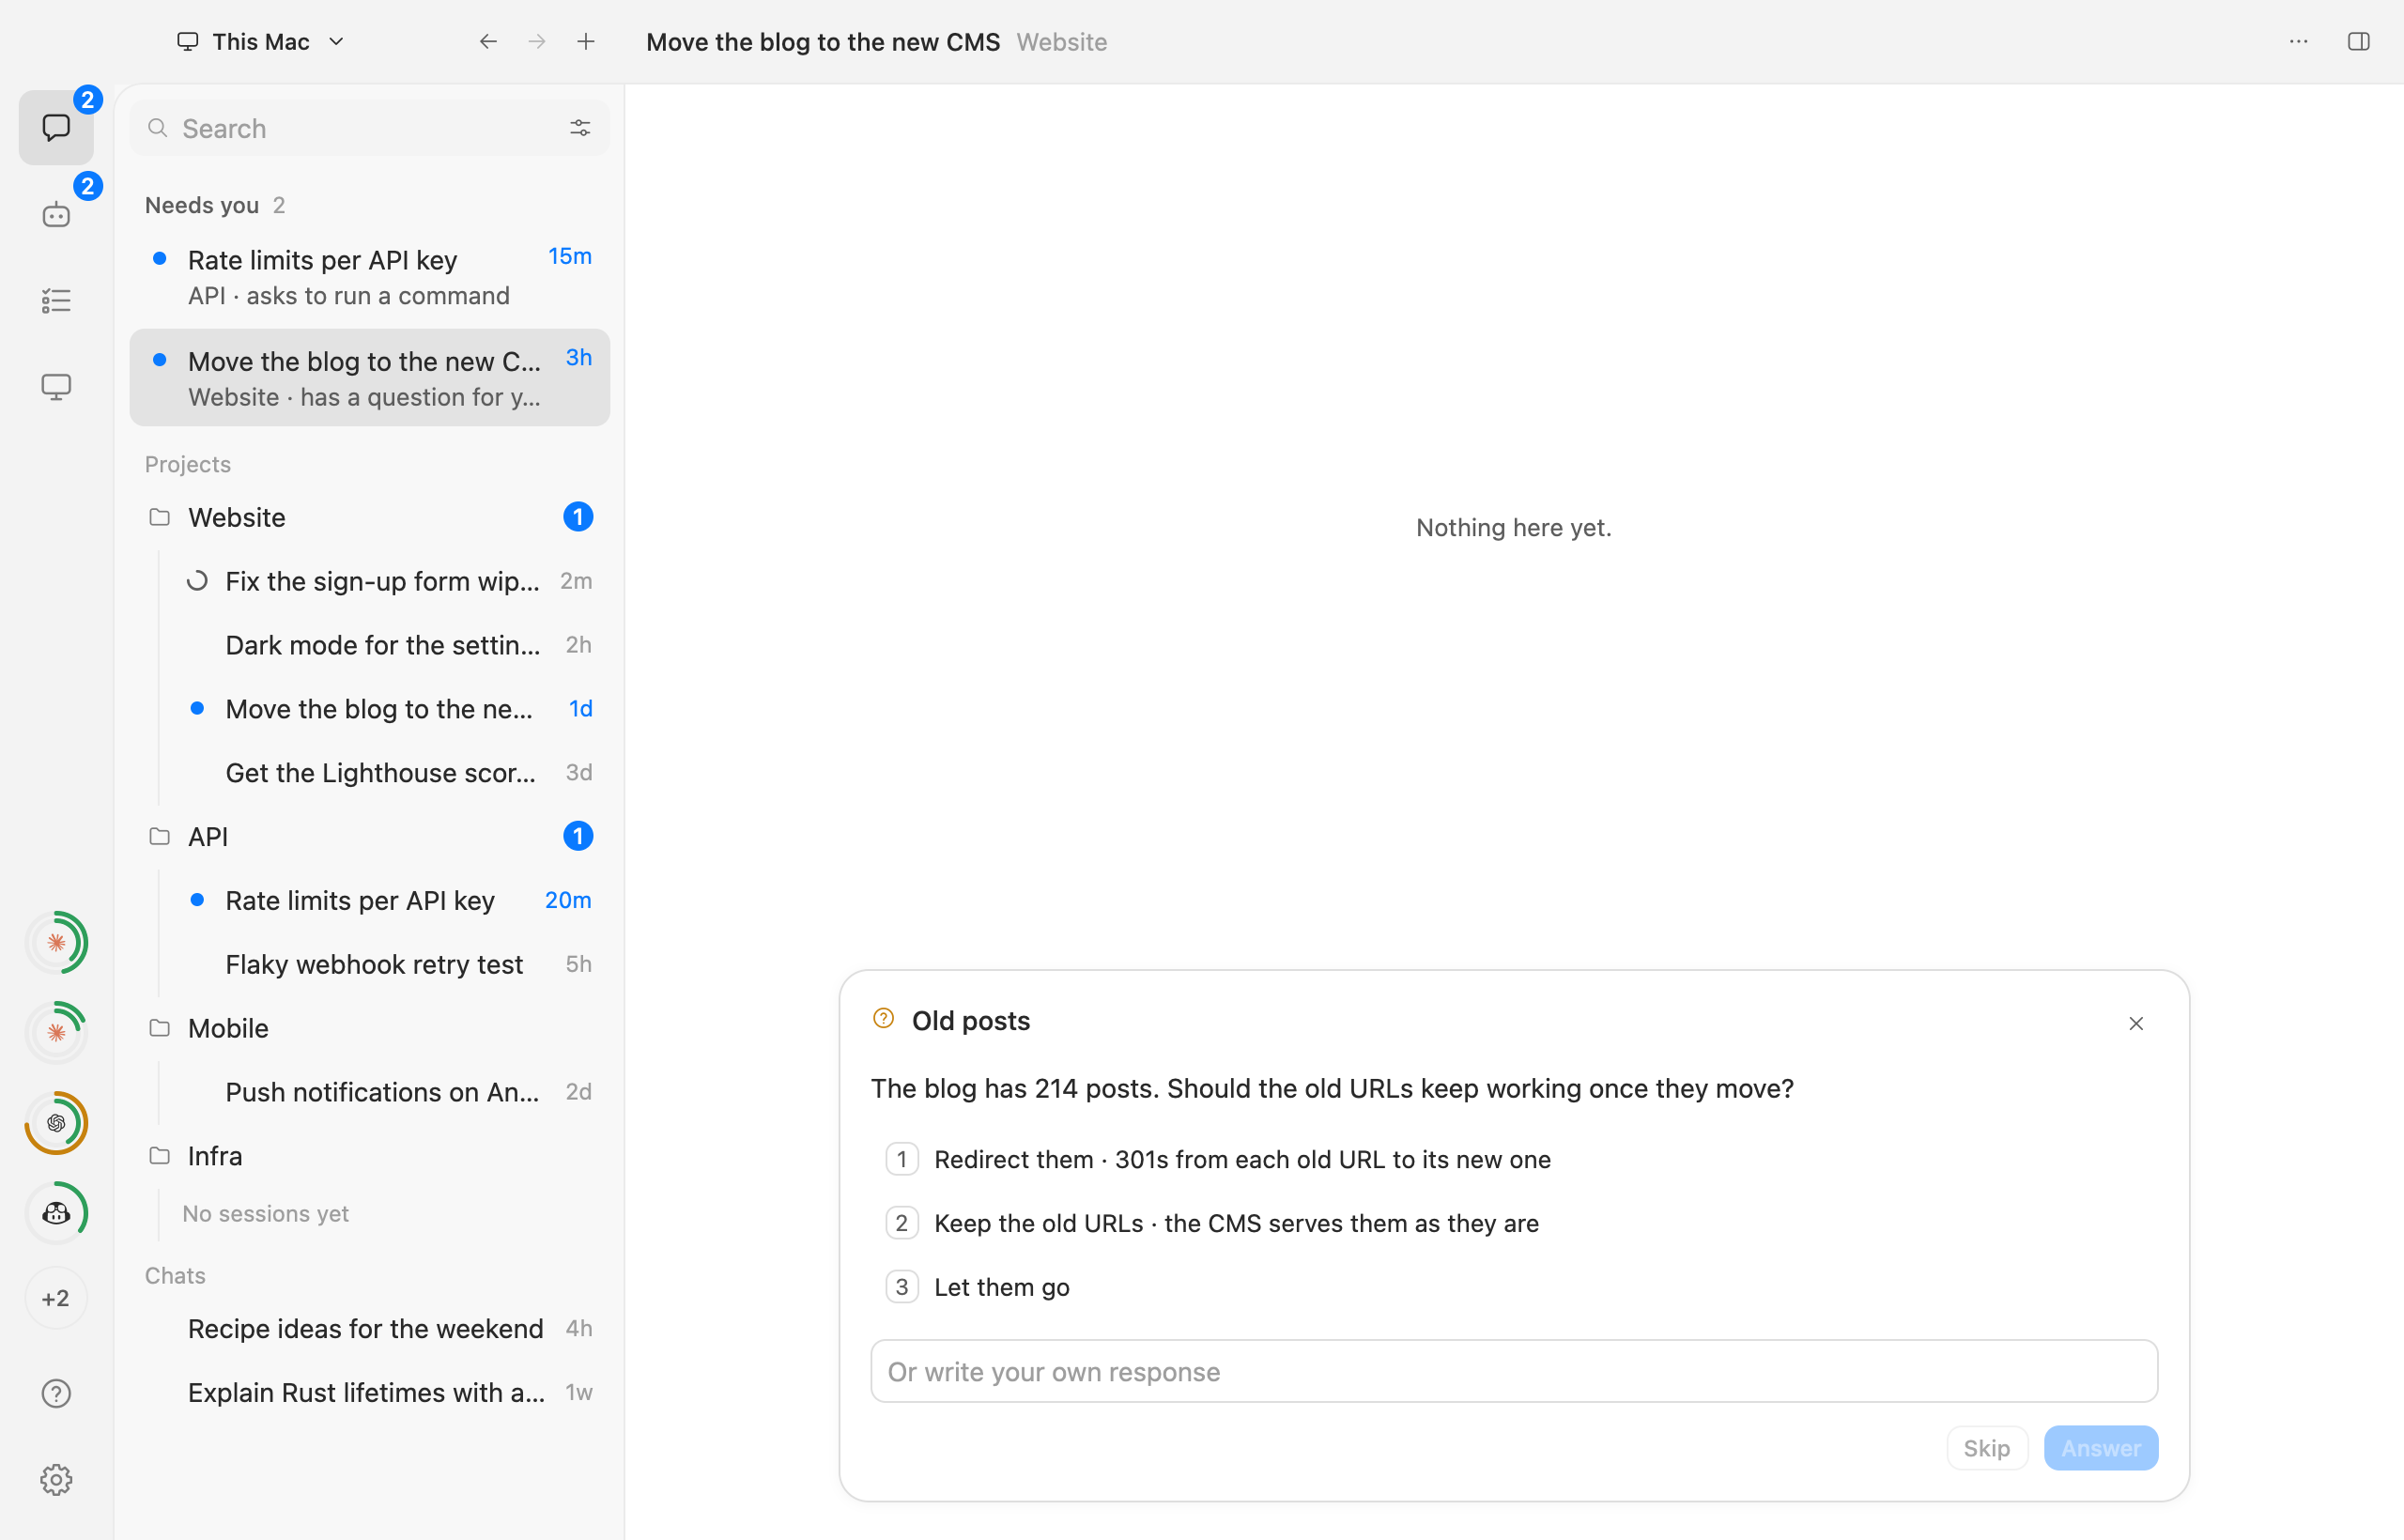 This Mac
Move the blog to the new CMS Website
2
Search
2
Needs you 2
Rate limits per API key 15m
API · asks to run a command
Move the blog to the new C... 3h
Website · has a question for y...
Projects
Website 1
Fix the sign-up form wip... 2m
Dark mode for the settin... 2h
Move the blog to the ne... 1d
Get the Lighthouse scor... 3d
API 1
Rate limits per API key 20m
Flaky webhook retry test 5h
Mobile
Push notifications on An... 2d
Infra
No sessions yet
Chats
Recipe ideas for the weekend 4h
Explain Rust lifetimes with a... 1w
+2
Nothing here yet.
Old posts
The blog has 214 posts. Should the old URLs keep working once they move?
1 Redirect them · 301s from each old URL to its new one
2 Keep the old URLs · the CMS serves them as they are
3 Let them go
Or write your own response
Skip Answer